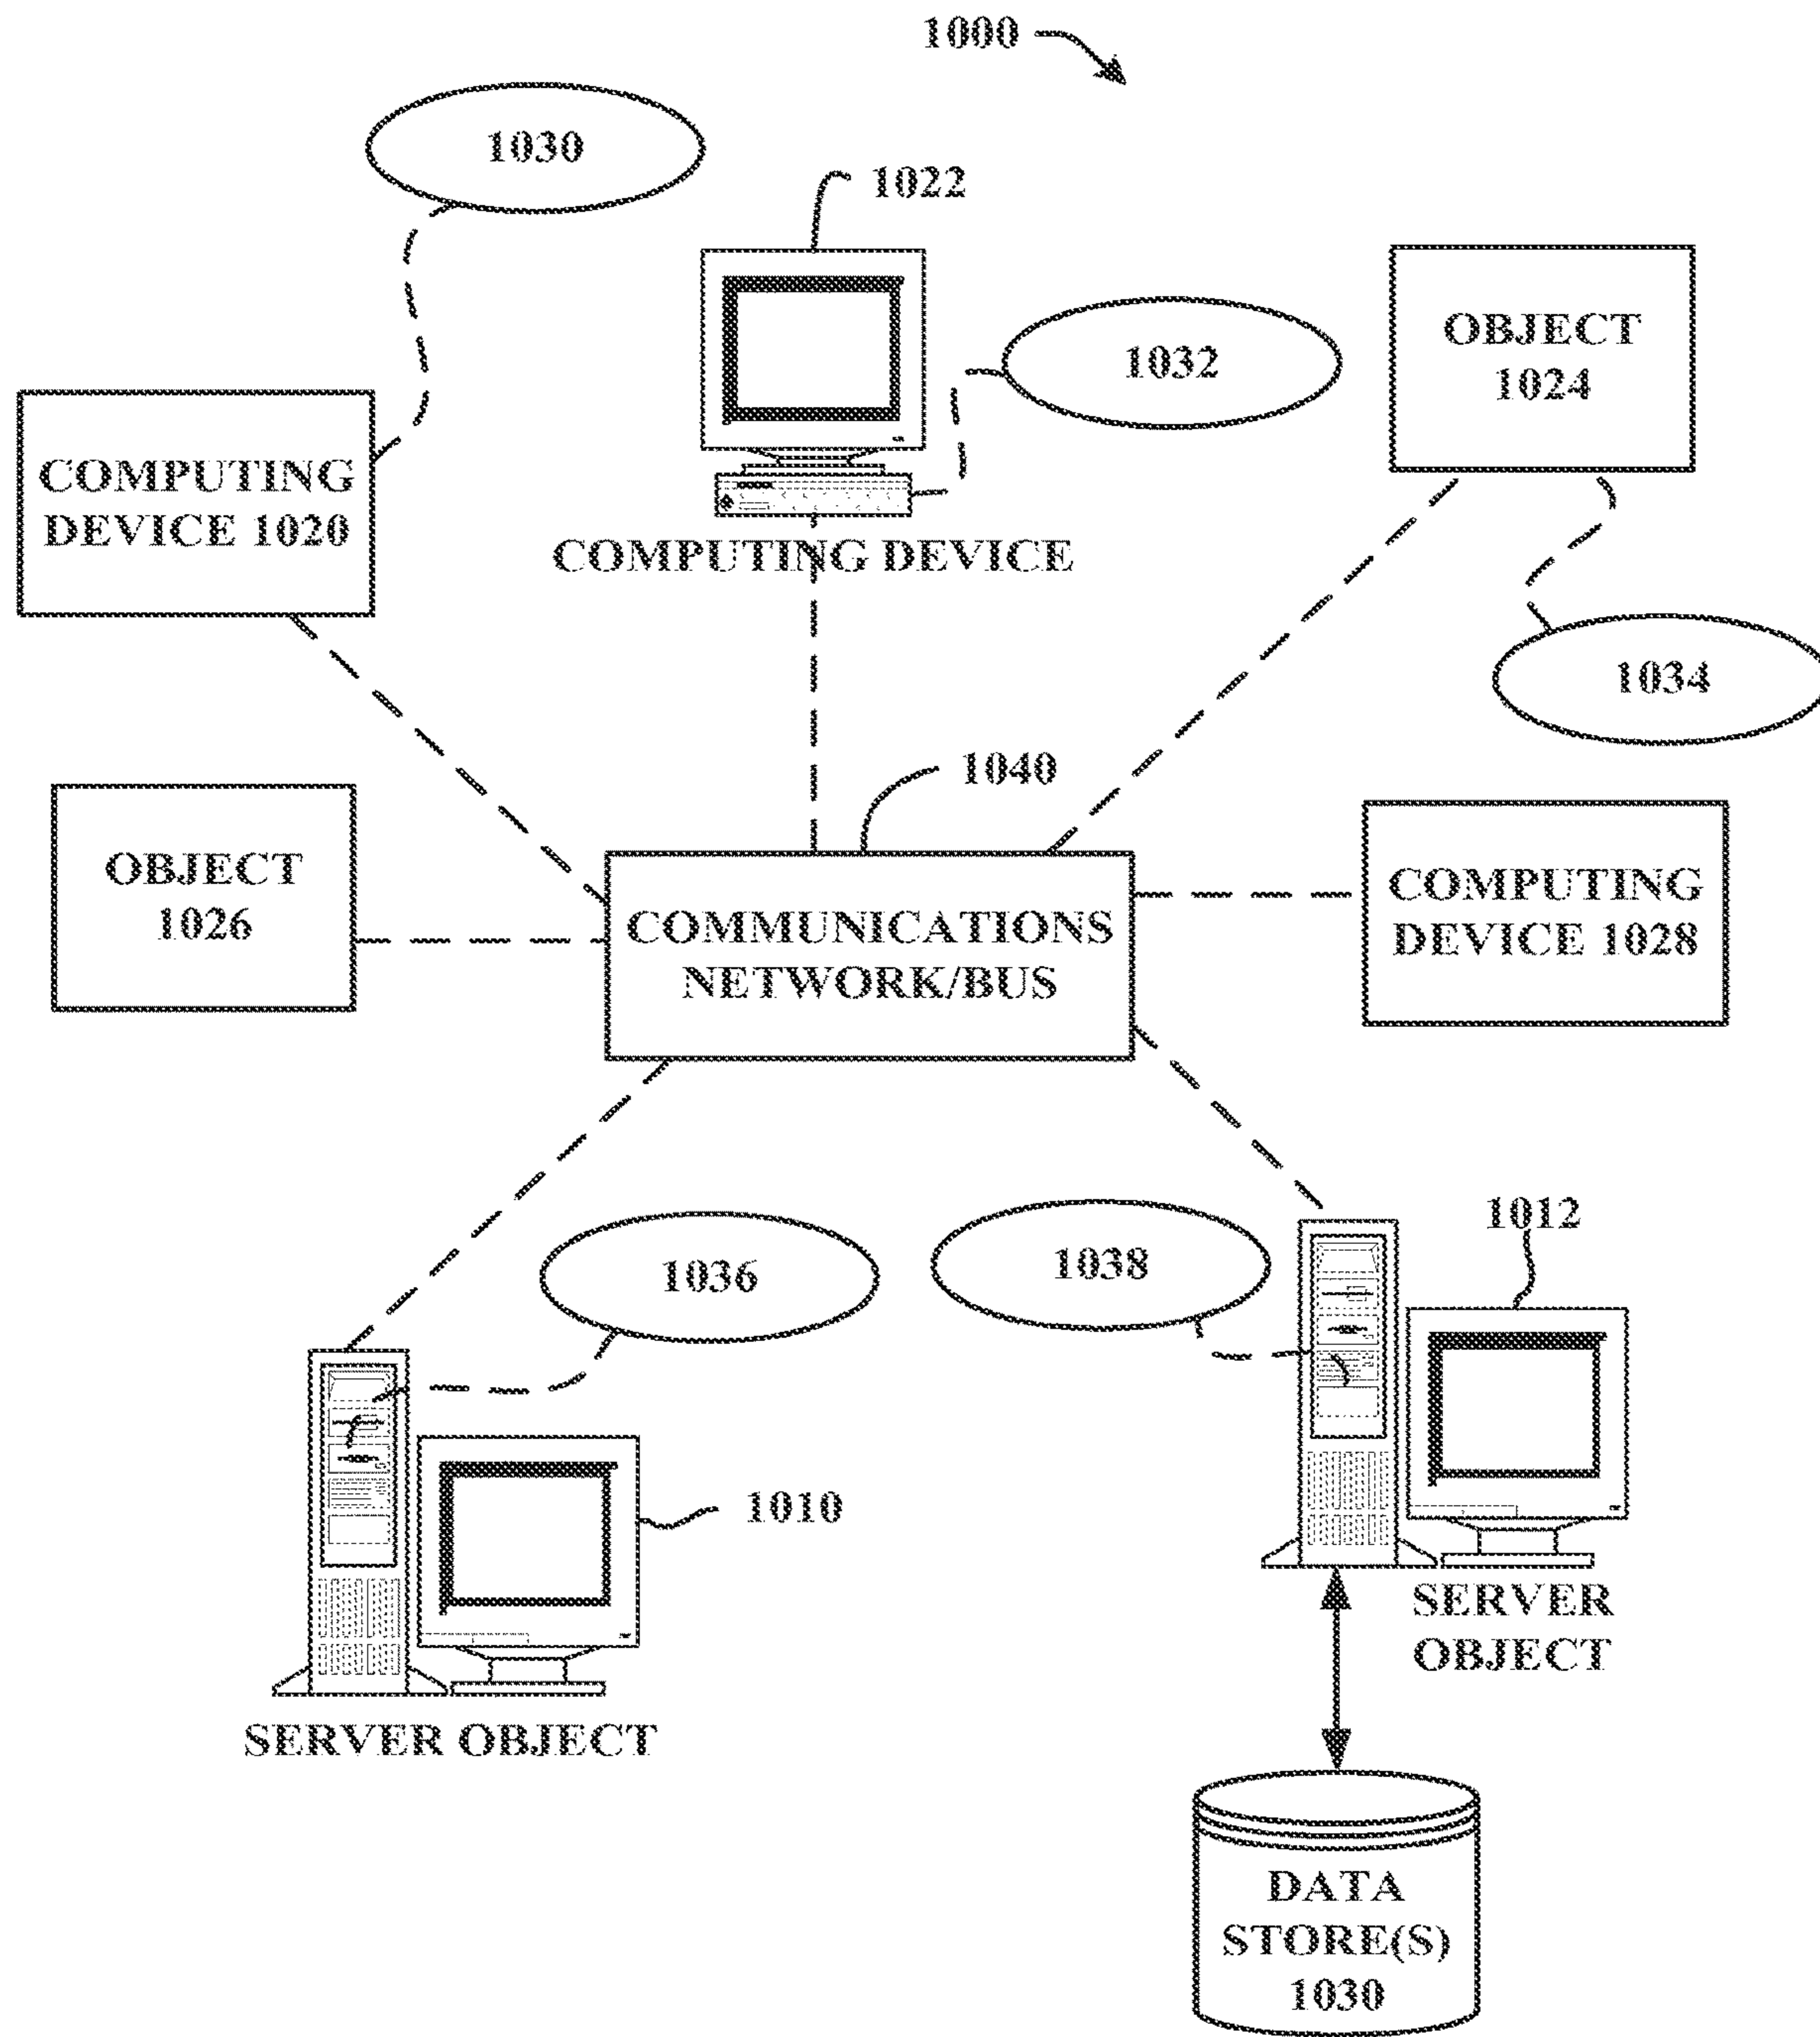 1000
1030
1022
OBJECT
1024
1032
COMPUTING
DEVICE 1020
COMPUTING DEVICE
1034
1040
OBJECT
1026
COMMUNICATIONS
NETWORK/BUS
COMPUTING
DEVICE 1028
1036
1038
1012
1010
SERVER
OBJECT
SERVER OBJECT
DATA
STORE(S)
1030